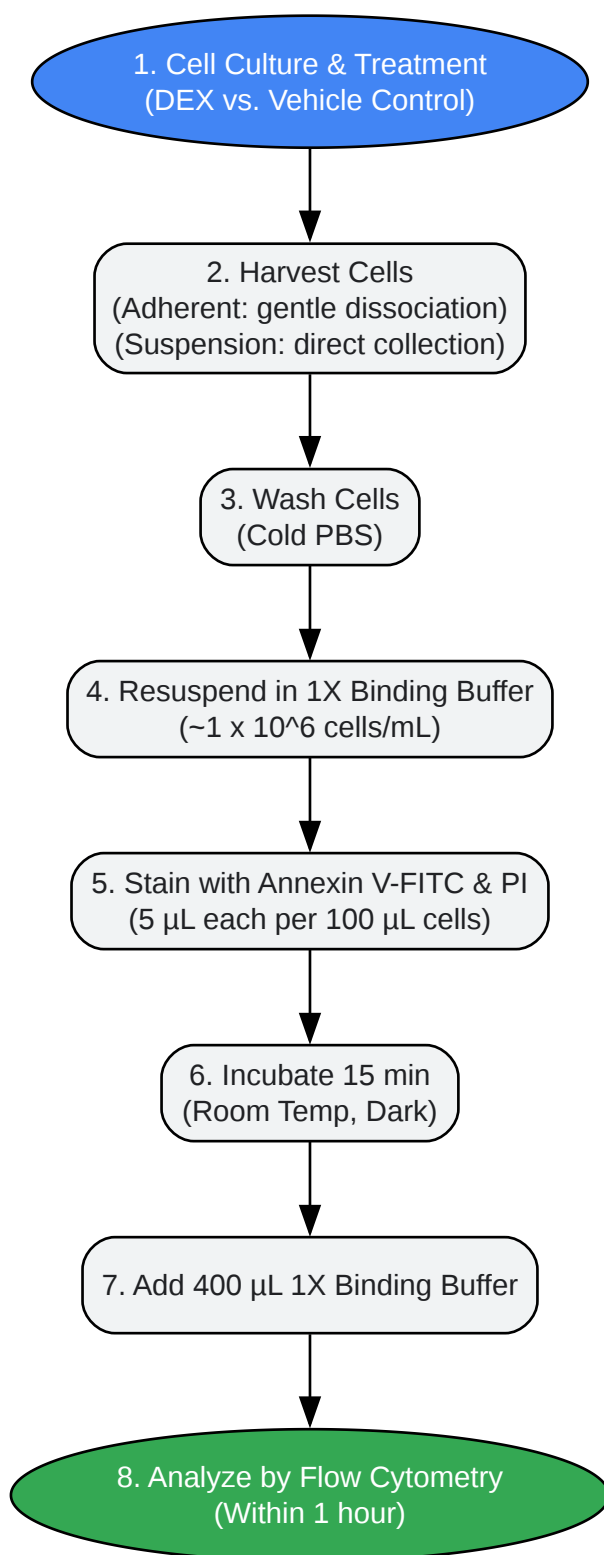 1. Cell Culture & Treatment
(DEX vs. Vehicle Control)
2. Harvest Cells
(Adherent: gentle dissociation)
(Suspension: direct collection)
3. Wash Cells
(Cold PBS)
4. Resuspend in 1X Binding Buffer
(~1 x 10^6 cells/mL)
5. Stain with Annexin V-FITC & PI
(5 µL each per 100 µL cells)
6. Incubate 15 min
(Room Temp, Dark)
7. Add 400 µL 1X Binding Buffer
8. Analyze by Flow Cytometry
(Within 1 hour)